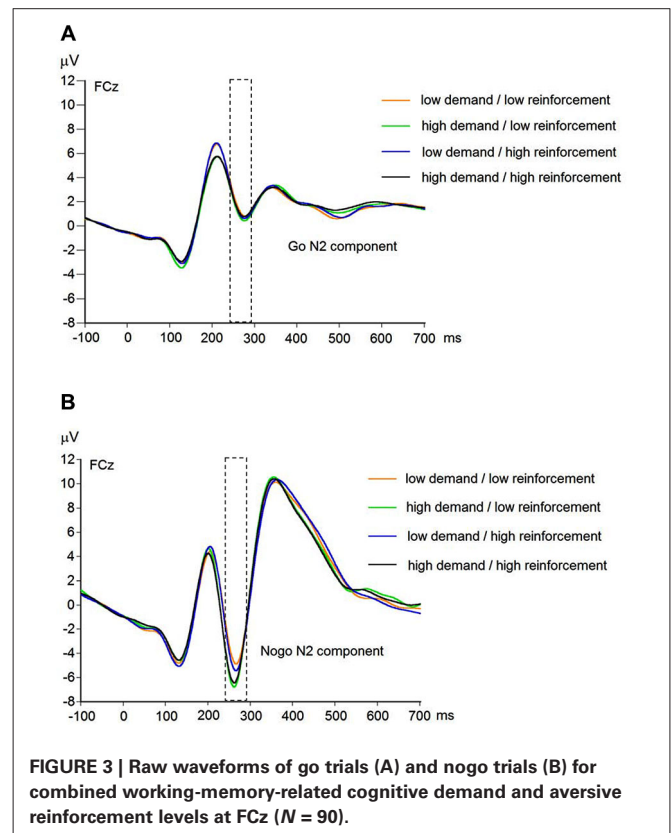 A
µV
FCz
12
10
8
6
4
2
0
-2
-4
-6
-8
-100 0 100 200 300 400 500 600 700 ms
low demand / low reinforcement
high demand / low reinforcement
low demand / high reinforcement
high demand / high reinforcement
Go N2 component
B
µV
FCz
12
10
8
6
4
2
0
-2
-4
-6
-8
-100 0 100 200 300 400 500 600 700 ms
low demand / low reinforcement
high demand / low reinforcement
low demand / high reinforcement
high demand / high reinforcement
Nogo N2 component
FIGURE 3 | Raw waveforms of go trials (A) and nogo trials (B) for
combined working-memory-related cognitive demand and aversive
reinforcement levels at FCz (N = 90).